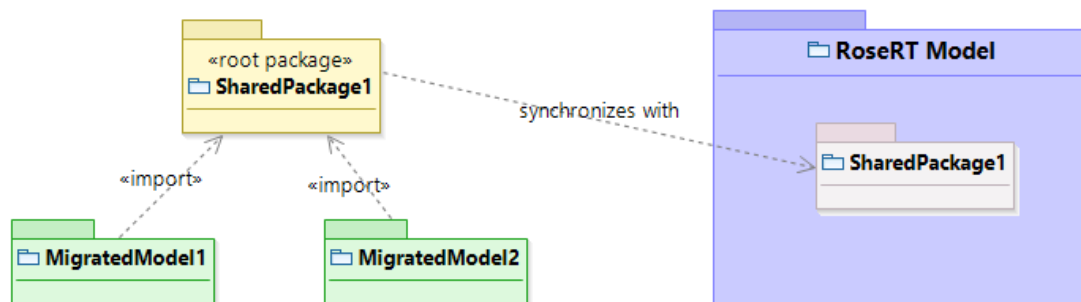 «root package»
SharedPackage1
RoseRT Model
synchronizes with
SharedPackage1
«import»
«import»
MigratedModel1
MigratedModel2